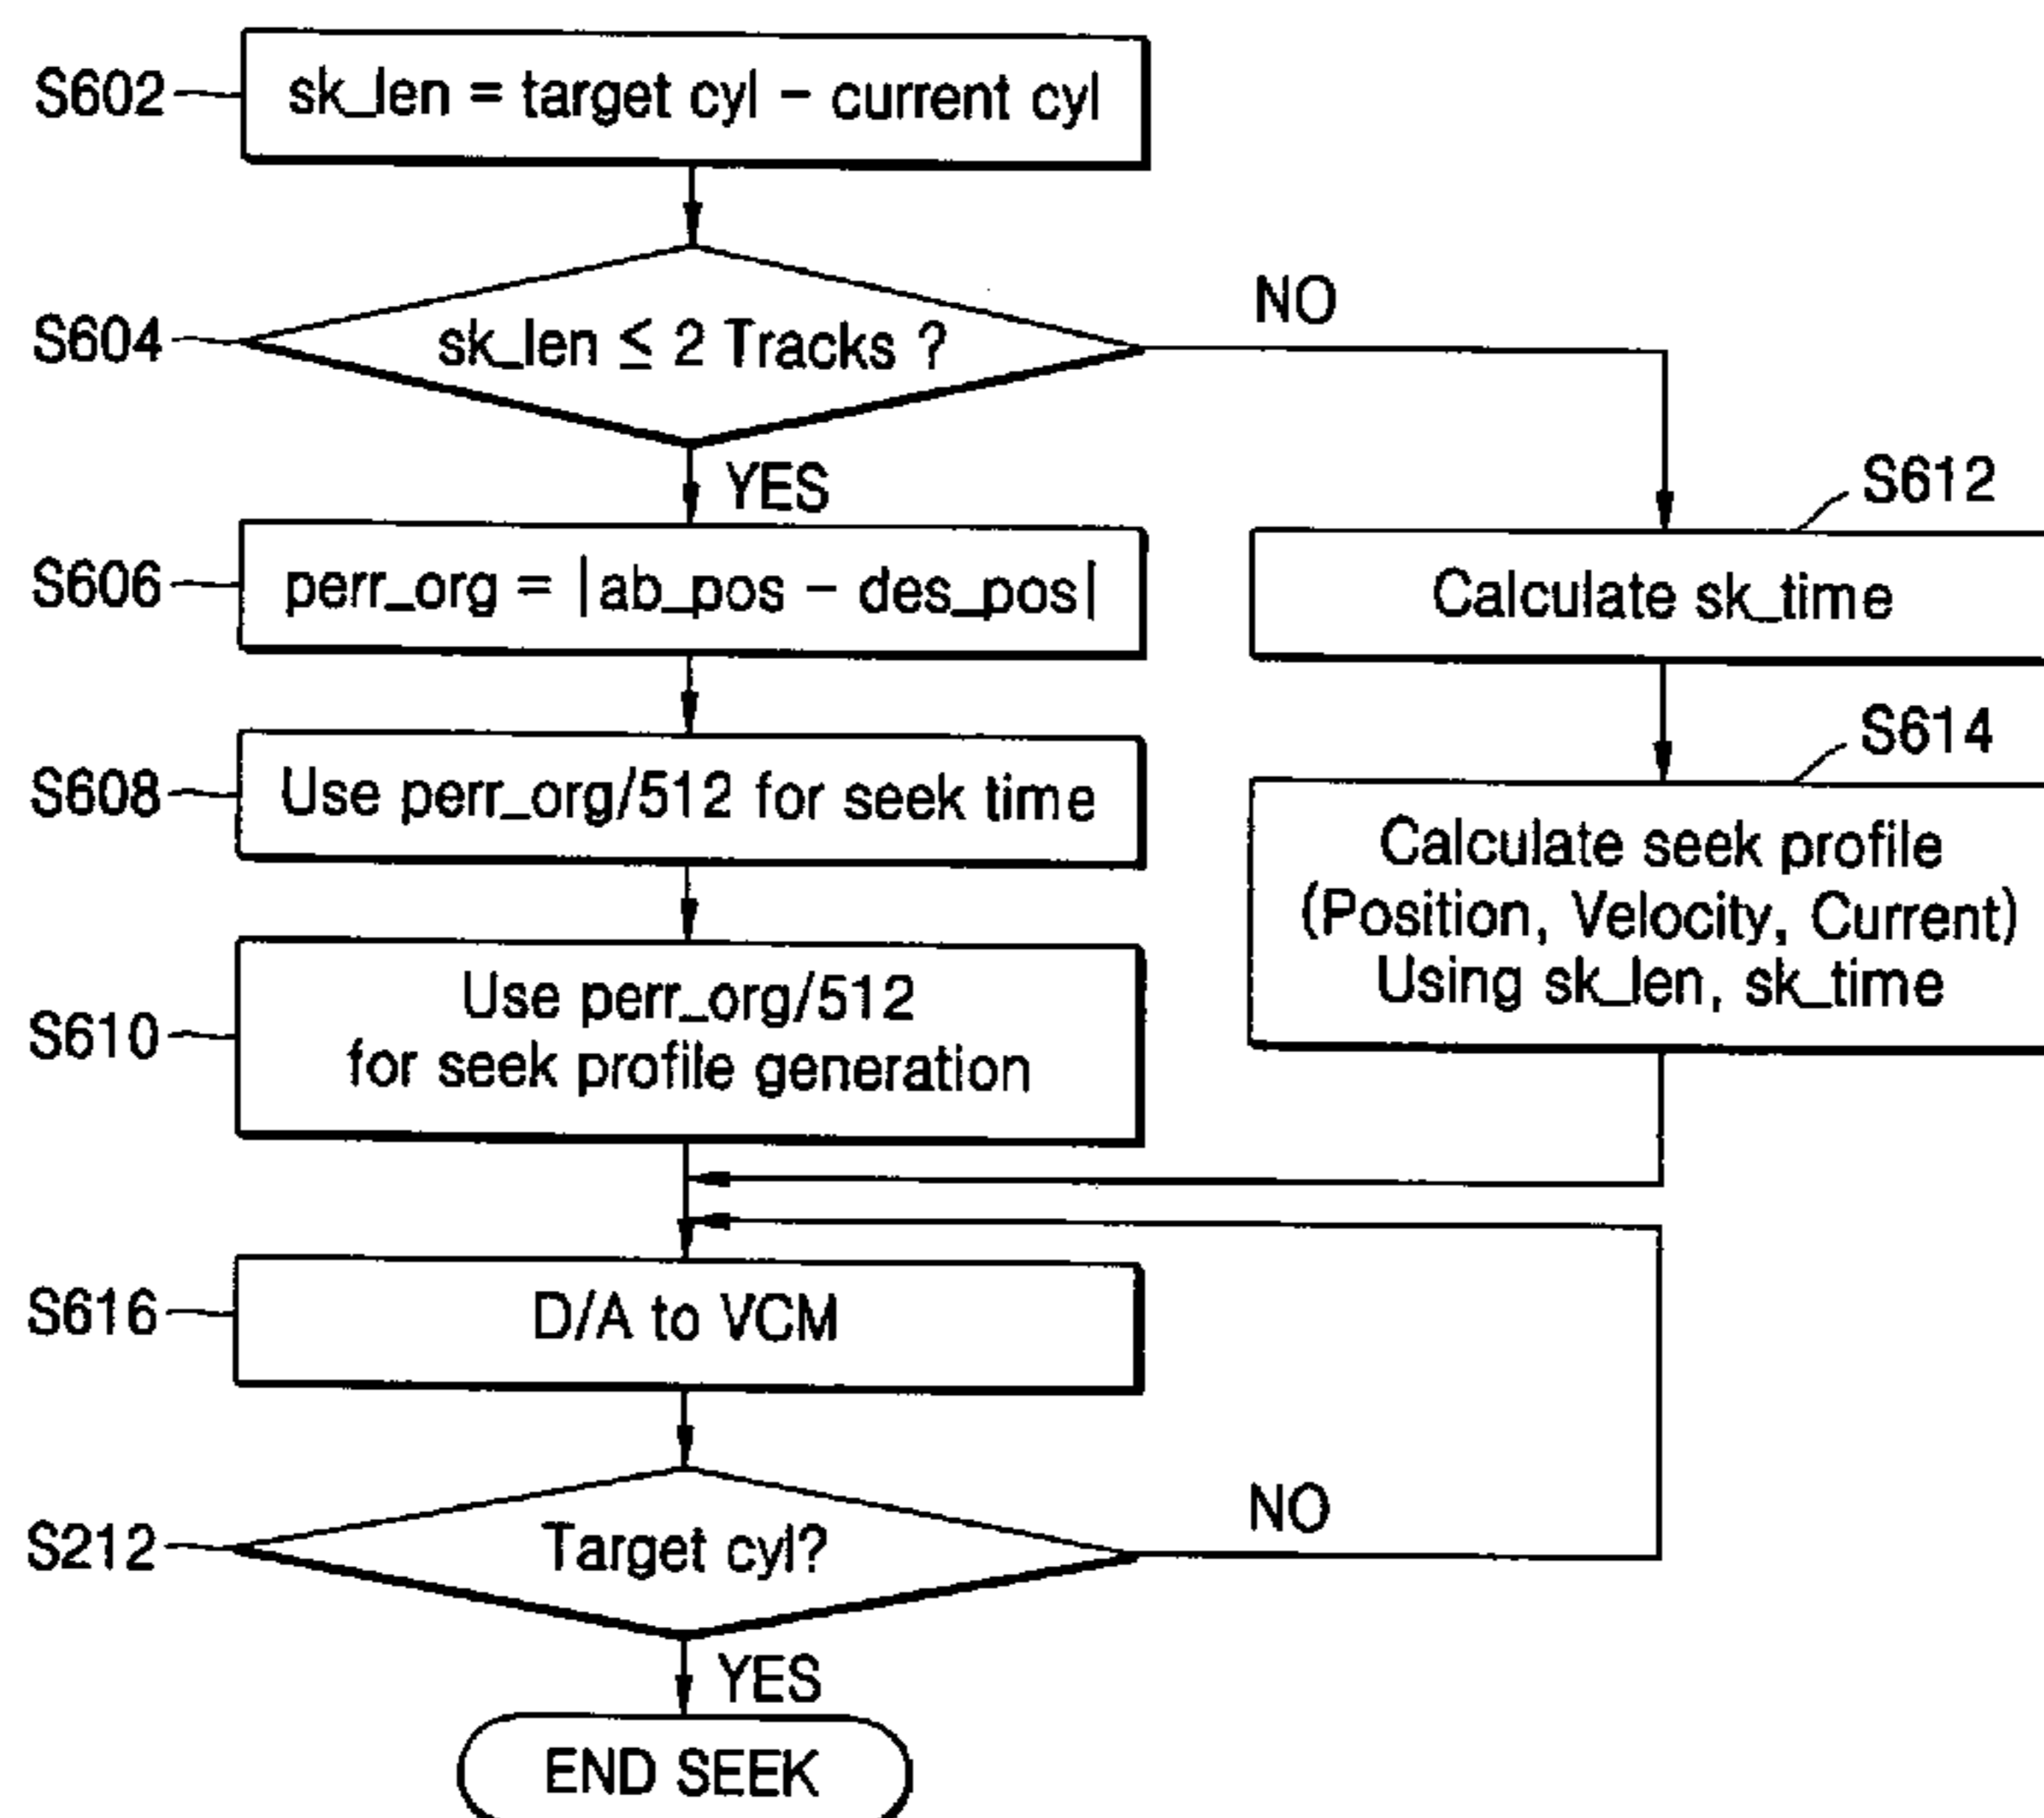 S602
sk_len = target cyl – current cyl
S604
sk_len ≤ 2 Tracks ?
NO
YES
S606
perr_org = |ab_pos – des_pos|
S608
Use perr_org/512 for seek time
S610
Use perr_org/512
for seek profile generation
S612
Calculate sk_time
S614
Calculate seek profile
(Position, Velocity, Current)
Using sk_len, sk_time
S616
D/A to VCM
S212
Target cyl?
NO
YES
END SEEK